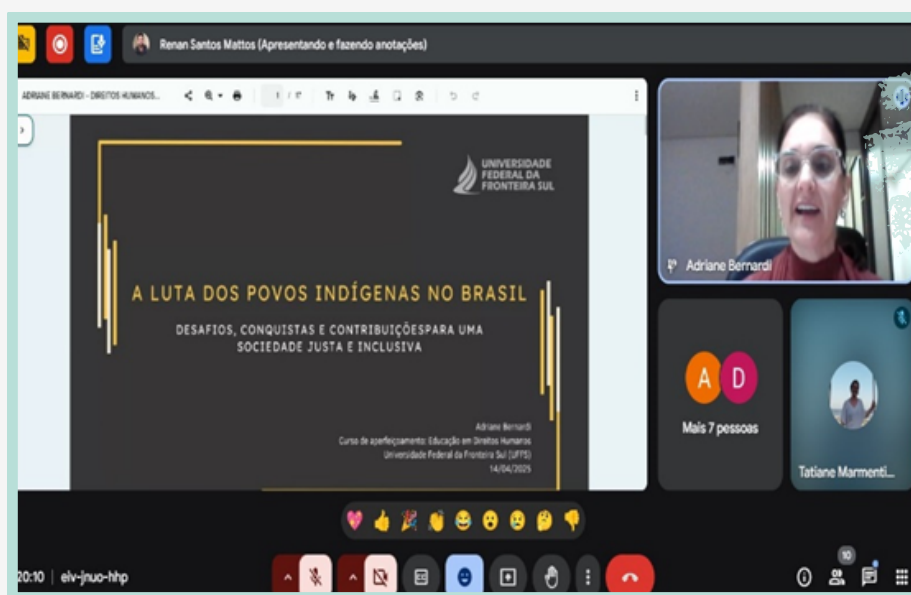 Renan Santos Mattos (Apresentando e fazendo anotações)
ADRIANE BERNARDI - DIREITOS HUMANOS...
1 / 17
Tr
UNIVERSIDADE
FEDERAL DA
FRONTEIRA SUL
A LUTA DOS POVOS INDÍGENAS NO BRASIL
DESAFIOS, CONQUISTAS E CONTRIBUIÇÕESPARA UMA
SOCIEDADE JUSTA E INCLUSIVA
Adriane Bernardi
Curso de aperfeiçoamento: Educação em Direitos Humanos
Universidade Federal da Fronteira Sul (UFFS)
14/04/2025
Adriane Bernardi
A D
Mais 7 pessoas
Tatiane Marmenti...
20:10 | eiv-jnuo-hhp
10